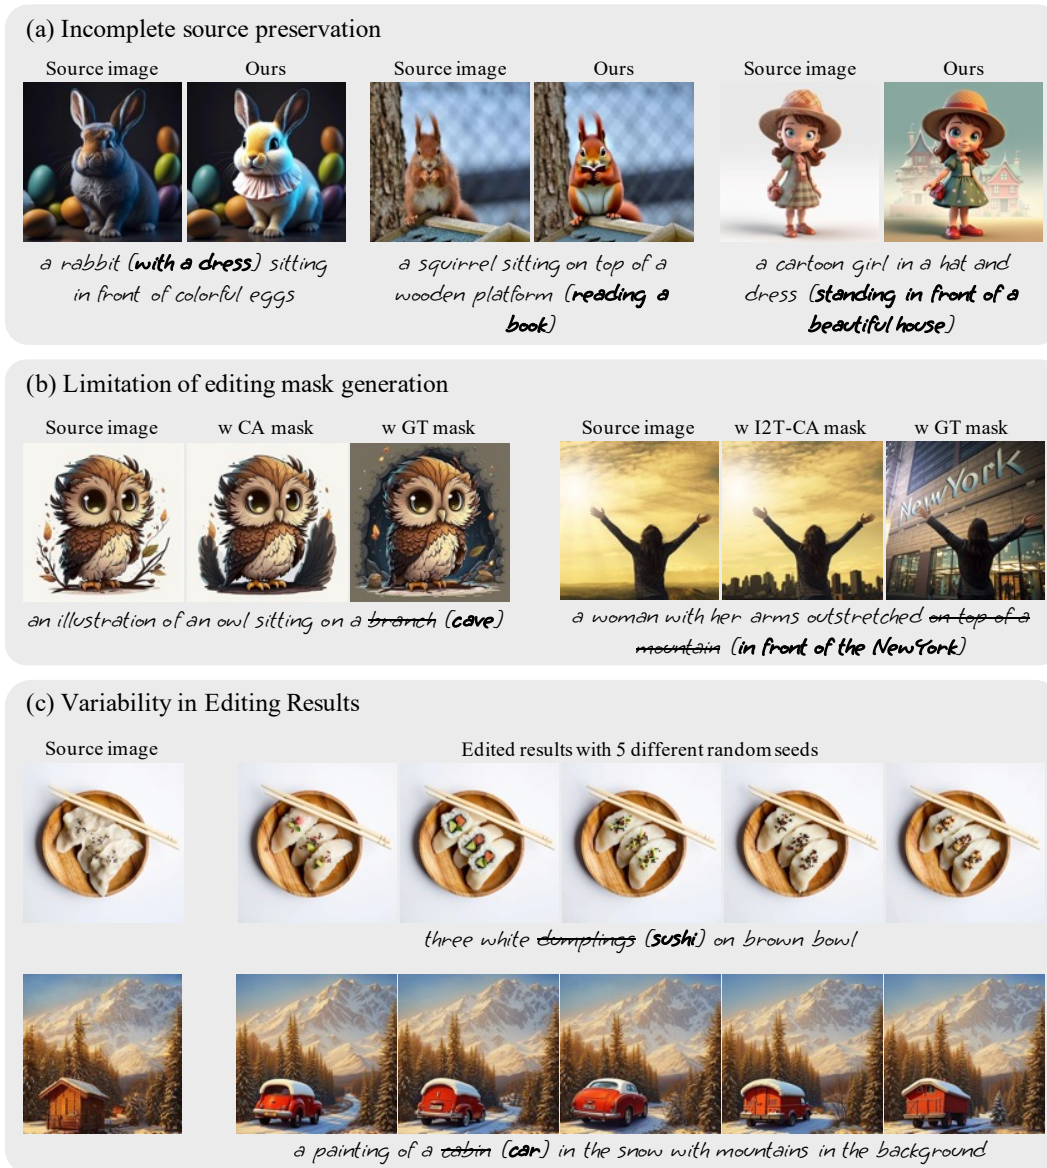 (a) Incomplete source preservation
Source image Ours Source image Ours Source image Ours
a rabbit [with a dress] sitting
in front of colorful eggs
a squirrel sitting on top of a
wooden platform [reading a
book]
a cartoon girl in a hat and
dress [standing in front of a
beautiful house]
(b) Limitation of editing mask generation
Source image w CA mask w GT mask Source image w I2T-CA mask w GT mask
NewYork
an illustration of an owl sitting on a branch [cave]
a woman with her arms outstretched on top of a
mountain [in front of the NewYork]
(c) Variability in Editing Results
Source image Edited results with 5 different random seeds
three white dumplings [sushi] on brown bowl
a painting of a cabin [car] in the snow with mountains in the background